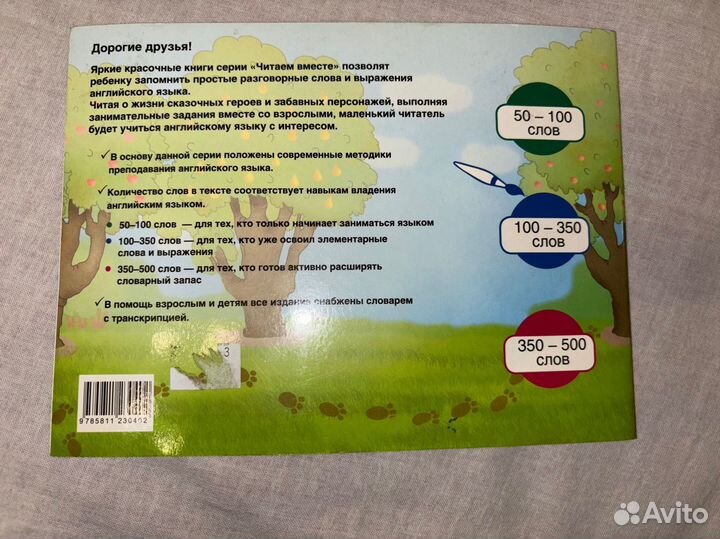 Дорогие друзья!
Яркие красочные книги серии «Читаем вместе» позволят
ребенку запомнить простые разговорные слова и выражения
английского языка.
Читая о жизни сказочных героев и забавных персонажей, выполняя
занимательные задания вместе со взрослыми, маленький читатель
будет учиться английскому языку с интересом.
✓В основу данной серии положены современные методики
преподавания английского языка.
✓Количество слов в тексте соответствует навыкам владения
английским языком.
• 50–100 слов — для тех, кто только начинает заниматься языком
• 100–350 слов — для тех, кто уже освоил элементарные
слова и выражения
• 350–500 слов — для тех, кто готов активно расширять
словарный запас
✓В помощь взрослым и детям все издания снабжены словарем
с транскрипцией.
50 – 100
СЛОВ
100 – 350
СЛОВ
350 – 500
СЛОВ
3
9 785811 230402
Avito